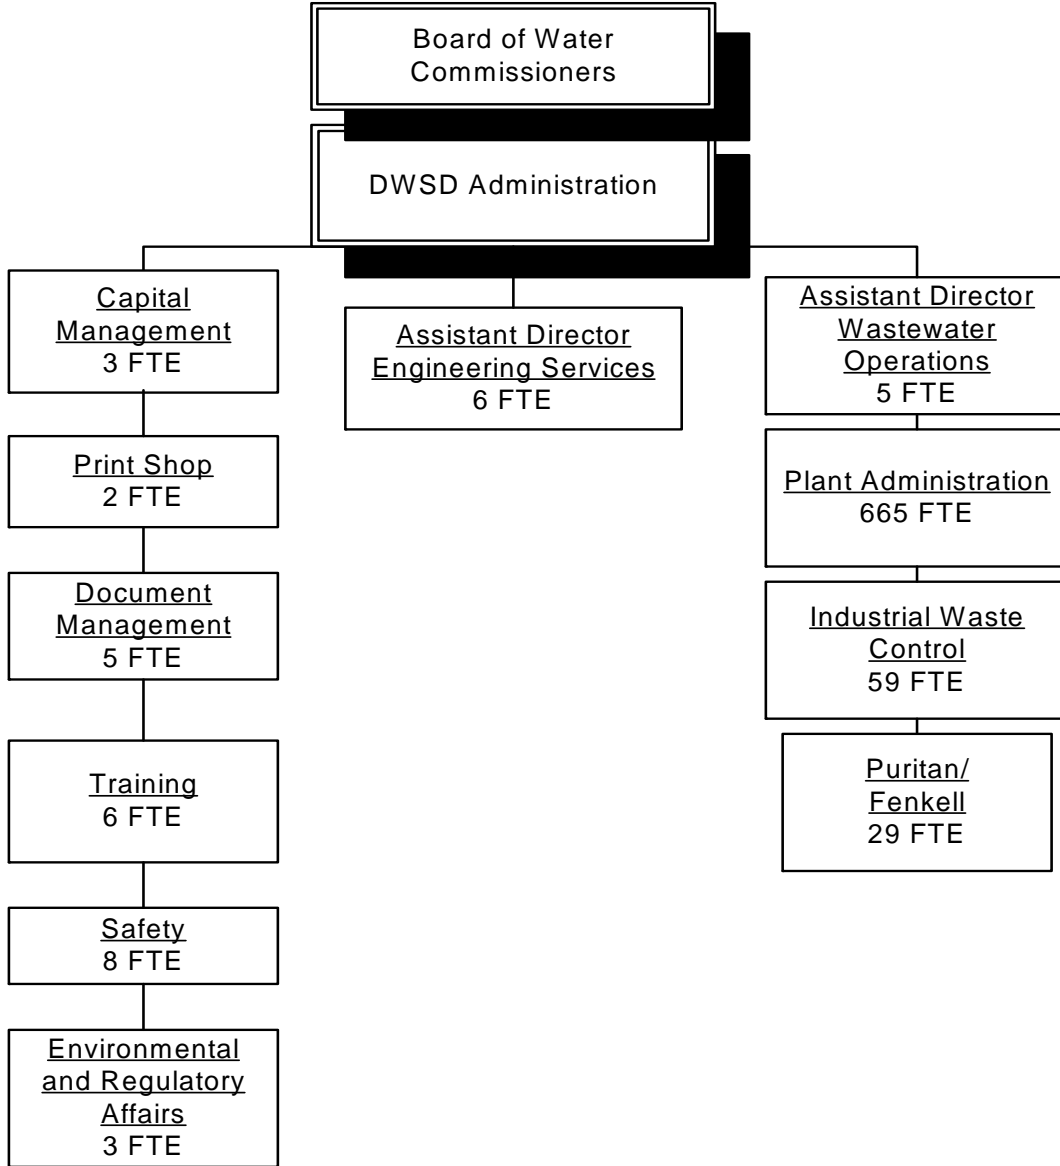 Board of Water
Commissioners
DWSD Administration
Capital
Management
3 FTE
Print Shop
2 FTE
Document
Management
5 FTE
Training
6 FTE
Safety
8 FTE
Environmental
and Regulatory
Affairs
3 FTE
Assistant Director
Engineering Services
6 FTE
Assistant Director
Wastewater
Operations
5 FTE
Plant Administration
665 FTE
Industrial Waste
Control
59 FTE
Puritan/
Fenkell
29 FTE